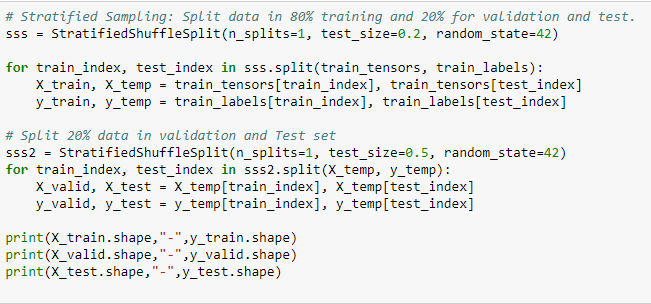 # Stratified Sampling: Split data in 80% training and 20% for validation and test.
sss = StratifiedShuffleSplit(n_splits=1, test_size=0.2, random_state=42)
for train_index, test_index in sss.split(train_tensors, train_labels):
X_train, X_temp = train_tensors[train_index], train_tensors[test_index]
y_train, y_temp = train_labels[train_index], train_labels[test_index]
# Split 20% data in validation and Test set
sss2 = StratifiedShuffleSplit(n_splits=1, test_size=0.5, random_state=42)
for train_index, test_index in sss2.split(X_temp, y_temp):
X_valid, X_test = X_temp[train_index], X_temp[test_index]
y_valid, y_test = y_temp[train_index], y_temp[test_index]
print(X_train.shape,"-",y_train.shape)
print(X_valid.shape,"-",y_valid.shape)
print(X_test.shape,"-",y_test.shape)